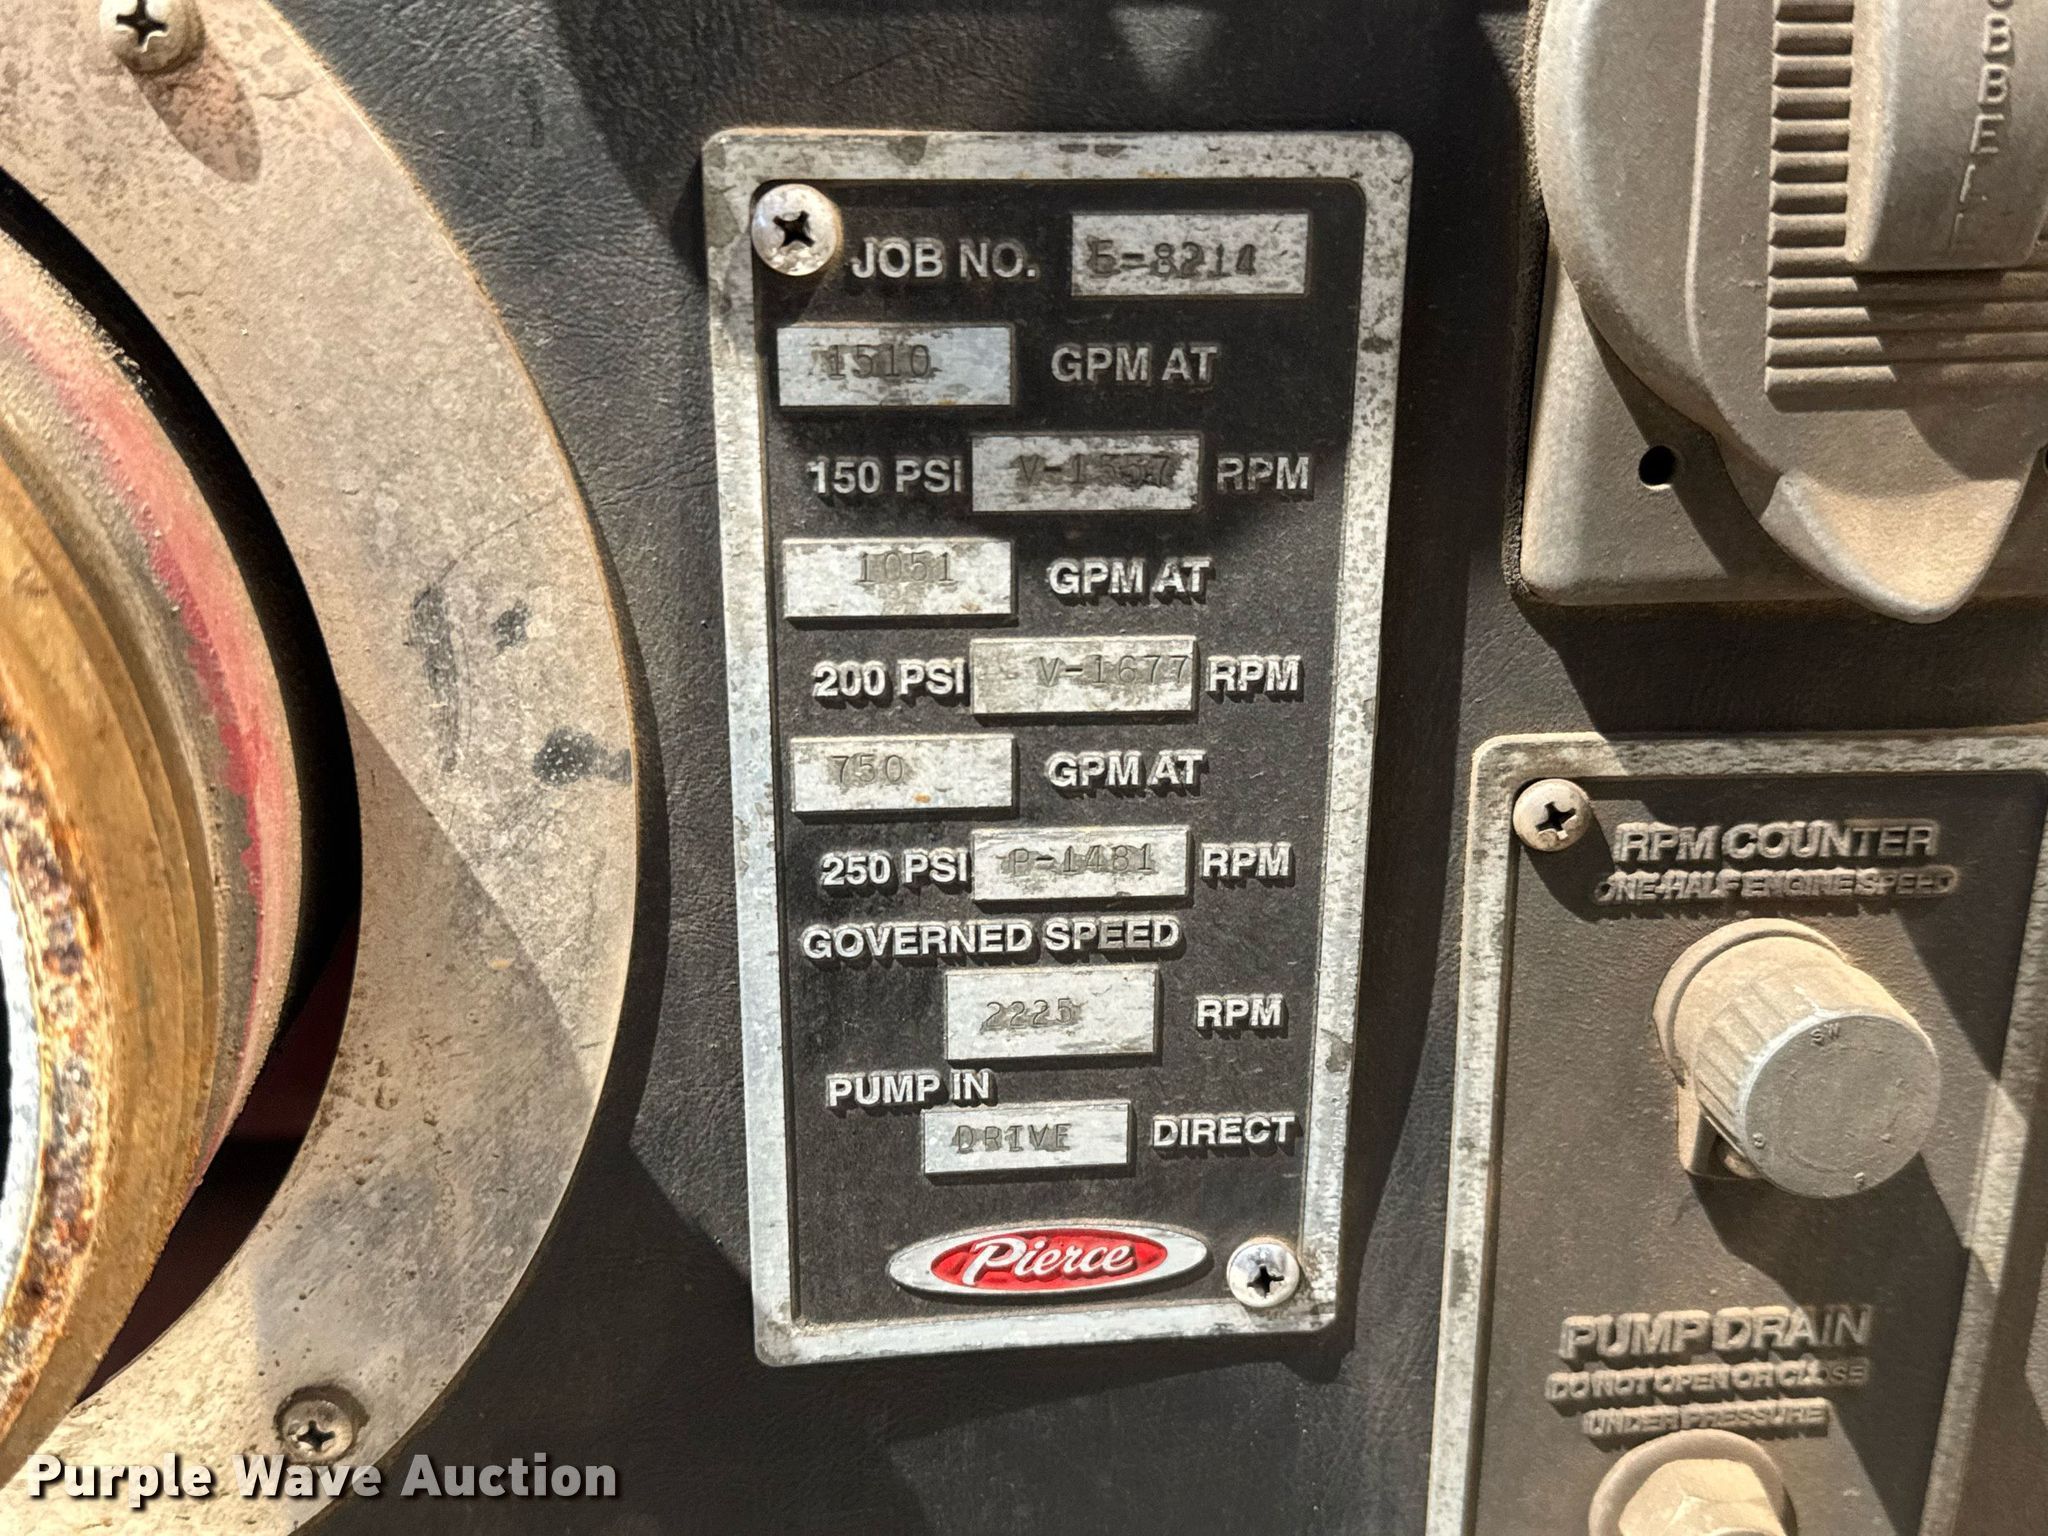 JOB NO. 5-8214
1510 GPM AT
150 PSI V-1557 RPM
1051 GPM AT
200 PSI V-1677 RPM
750 GPM AT
250 PSI P-1481 RPM
GOVERNED SPEED
2225 RPM
PUMP IN
DRIVE DIRECT
Pierce
RPM COUNTER
ONE-HALF ENGINE SPEED
PUMP DRAIN
DO NOT OPEN OR CLOSE
UNDER PRESSURE
Purple Wave Auction